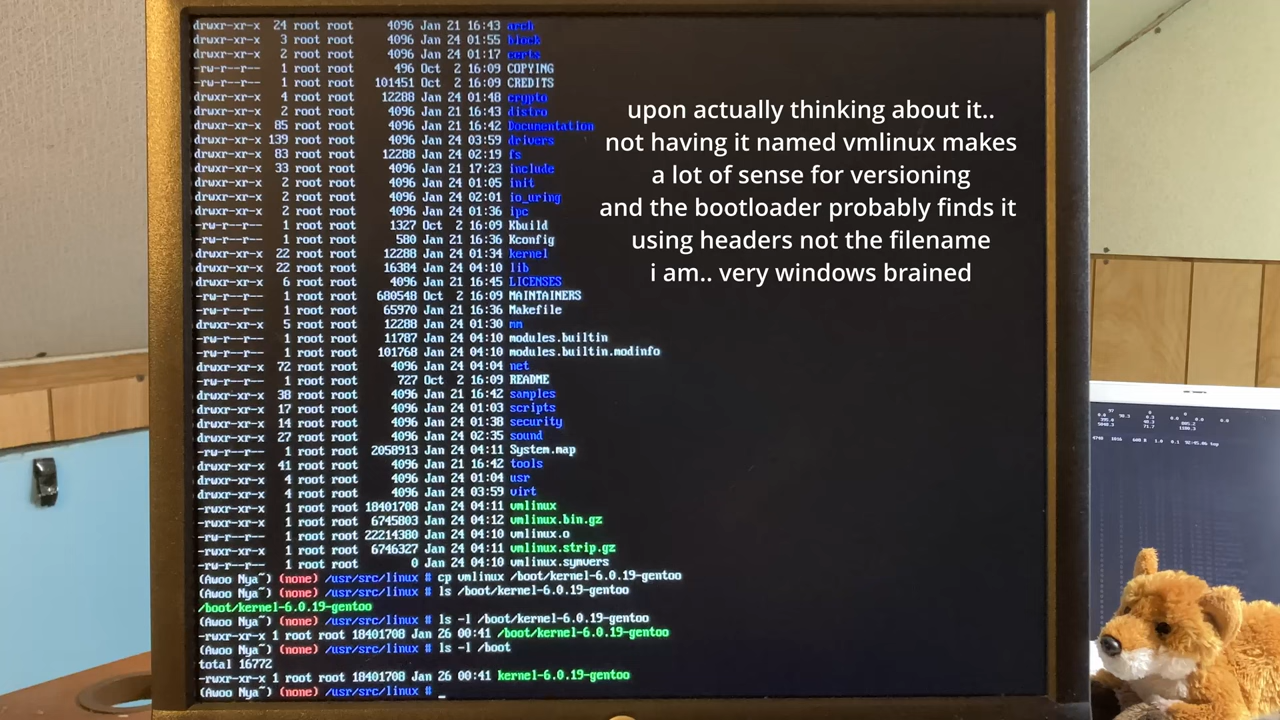 drwxr-xr-x 24 root root 4096 Jan 21 16:43 arch
drwxr-xr-x 3 root root 4096 Jan 24 01:55 block
drwxr-xr-x 2 root root 4096 Jan 24 01:17 certs
-rw-r--r-- 1 root root 496 Oct 2 16:09 COPYING
-rw-r--r-- 1 root root 101451 Oct 2 16:09 CREDITS
drwxr-xr-x 4 root root 12288 Jan 24 01:48 crypto
drwxr-xr-x 2 root root 4096 Jan 21 16:43 distro
drwxr-xr-x 85 root root 4096 Jan 21 16:42 Documentation
drwxr-xr-x 139 root root 4096 Jan 24 03:59 drivers
drwxr-xr-x 83 root root 12288 Jan 24 02:19 fs
drwxr-xr-x 33 root root 4096 Jan 21 17:23 include
drwxr-xr-x 2 root root 4096 Jan 24 01:05 init
drwxr-xr-x 2 root root 4096 Jan 24 02:01 io_uring
drwxr-xr-x 2 root root 4096 Jan 24 01:36 ipc
-rw-r--r-- 1 root root 1327 Oct 2 16:09 Kbuild
-rw-r--r-- 1 root root 580 Jan 21 16:36 Kconfig
drwxr-xr-x 22 root root 12288 Jan 24 01:34 kernel
drwxr-xr-x 22 root root 16384 Jan 24 04:10 lib
drwxr-xr-x 6 root root 4096 Jan 21 16:45 LICENSES
-rw-r--r-- 1 root root 680548 Oct 2 16:09 MAINTAINERS
-rw-r--r-- 1 root root 65970 Jan 21 16:36 Makefile
drwxr-xr-x 5 root root 12288 Jan 24 01:30 mm
-rw-r--r-- 1 root root 11787 Jan 24 04:10 modules.builtin
-rw-r--r-- 1 root root 101768 Jan 24 04:10 modules.builtin.modinfo
drwxr-xr-x 72 root root 4096 Jan 24 04:04 net
-rw-r--r-- 1 root root 727 Oct 2 16:09 README
drwxr-xr-x 38 root root 4096 Jan 21 16:42 samples
drwxr-xr-x 17 root root 4096 Jan 24 01:03 scripts
drwxr-xr-x 14 root root 4096 Jan 24 01:38 security
drwxr-xr-x 27 root root 4096 Jan 24 02:35 sound
-rw-r--r-- 1 root root 2058913 Jan 24 04:11 System.map
drwxr-xr-x 41 root root 4096 Jan 21 16:42 tools
drwxr-xr-x 4 root root 4096 Jan 24 01:04 usr
drwxr-xr-x 4 root root 4096 Jan 24 03:59 virt
-rwxr-xr-x 1 root root 18401708 Jan 24 04:11 vmlinux
-rwxr-xr-x 1 root root 6745803 Jan 24 04:12 vmlinux.bin.gz
-rw-r--r-- 1 root root 22214380 Jan 24 04:10 vmlinux.o
-rwxr-xr-x 1 root root 6746327 Jan 24 04:11 vmlinux.strip.gz
-rw-r--r-- 1 root root 0 Jan 24 04:10 vmlinux.symvers
(Awoo Nya~) (none) /usr/src/linux # cp vmlinux /boot/kernel-6.0.19-gentoo
(Awoo Nya~) (none) /usr/src/linux # ls /boot/kernel-6.0.19-gentoo
/boot/kernel-6.0.19-gentoo
(Awoo Nya~) (none) /usr/src/linux # ls -l /boot/kernel-6.0.19-gentoo
-rwxr-xr-x 1 root root 18401708 Jan 26 00:41 /boot/kernel-6.0.19-gentoo
(Awoo Nya~) (none) /usr/src/linux # ls -l /boot
total 16772
-rwxr-xr-x 1 root root 18401708 Jan 26 00:41 kernel-6.0.19-gentoo
(Awoo Nya~) (none) /usr/src/linux # _
upon actually thinking about it..
not having it named vmlinux makes
a lot of sense for versioning
and the bootloader probably finds it
using headers not the filename
i am.. very windows brained